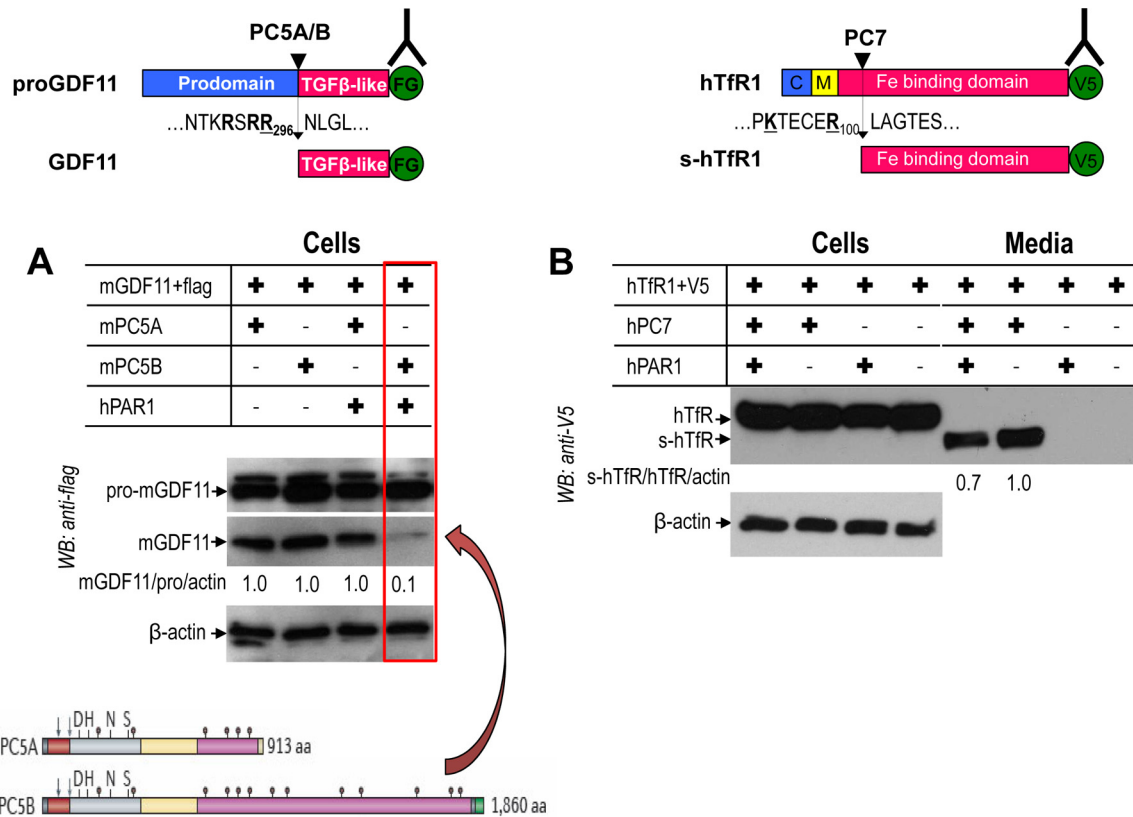 PC5A/B
proGDF11 Prodomain TGFβ-like FG
...NTKRSRR296 NLGL...
GDF11 TGFβ-like FG
PC7
hTfR1 C M Fe binding domain V5
...PKTECER100 LAGTES...
s-hTfR1 Fe binding domain V5
A
Cells
mGDF11+flag + + + +
mPC5A + - + -
mPC5B - + - +
hPAR1 - - + +
WB: anti-flag
pro-mGDF11
mGDF11
mGDF11/pro/actin 1.0 1.0 1.0 0.1
β-actin
DH N S
PC5A 913 aa
DH N S
PC5B 1,860 aa
B
Cells Media
hTfR1+V5 + + + + + + + +
hPC7 + + - - + + - -
hPAR1 + - + - + - + -
WB: anti-V5
hTfR
s-hTfR
s-hTfR/hTfR/actin 0.7 1.0
β-actin